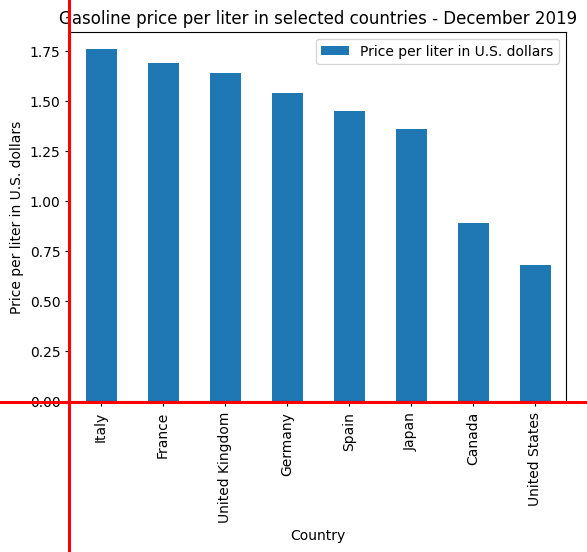 Gasoline price per liter in selected countries - December 2019
Price per liter in U.S. dollars
Price per liter in U.S. dollars
1.75
1.50
1.25
1.00
0.75
0.50
0.25
0.00
Italy
France
United Kingdom
Germany
Spain
Japan
Canada
United States
Country